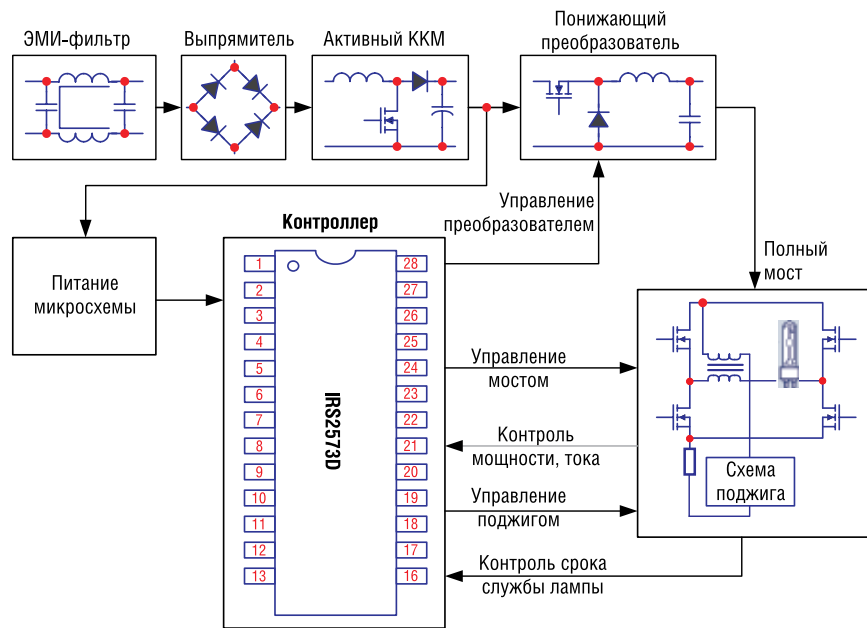 ЭМИ-фильтр
Выпрямитель
Активный ККМ
Понижающий
преобразователь
Управление
преобразователем
Контроллер
Питание
микросхемы
Полный
мост
1
2
3
4
5
6
7
8
9
10
11
12
13
IRS2573D
28
27
26
25
24
23
22
21
20
19
18
17
16
Управление
мостом
Контроль
мощности, тока
Управление
поджигом
Контроль срока
службы лампы
Схема
поджига